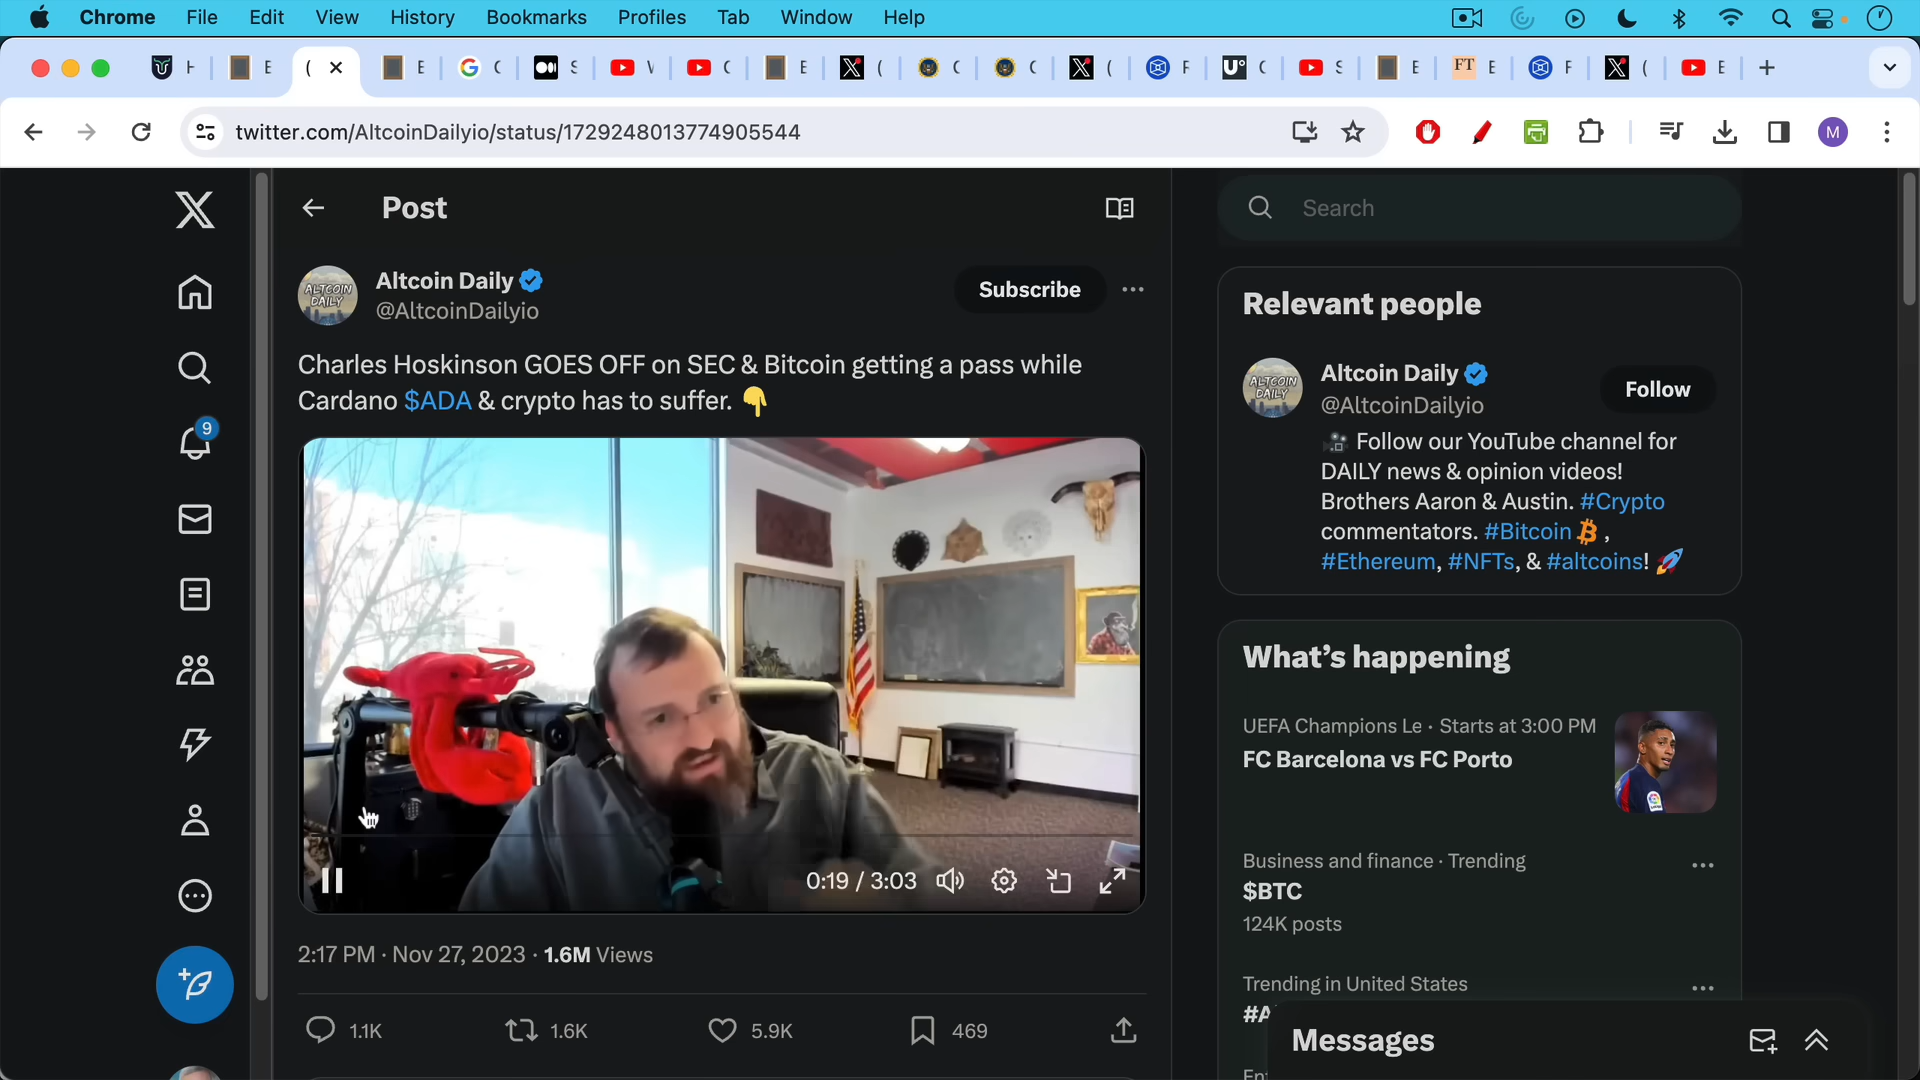 Chrome File Edit View History Bookmarks Profiles Tab Window Help
twitter.com/AltcoinDailyio/status/1729248013774905544
M
Post
Search
ALTCOIN DAILY
Altcoin Daily
@AltcoinDailyio
Subscribe
Charles Hoskinson GOES OFF on SEC & Bitcoin getting a pass while
Cardano $ADA & crypto has to suffer. 👇
0:19 / 3:03
2:17 PM · Nov 27, 2023 · 1.6M Views
1.1K 1.6K 5.9K 469
9
Relevant people
ALTCOIN DAILY
Altcoin Daily
@AltcoinDailyio
Follow
🎥 Follow our YouTube channel for
DAILY news & opinion videos!
Brothers Aaron & Austin. #Crypto
commentators. #Bitcoin ,
#Ethereum, #NFTs, & #altcoins! 🚀
What’s happening
UEFA Champions Le · Starts at 3:00 PM
FC Barcelona vs FC Porto
Business and finance · Trending
$BTC
124K posts
Trending in United States
Messages